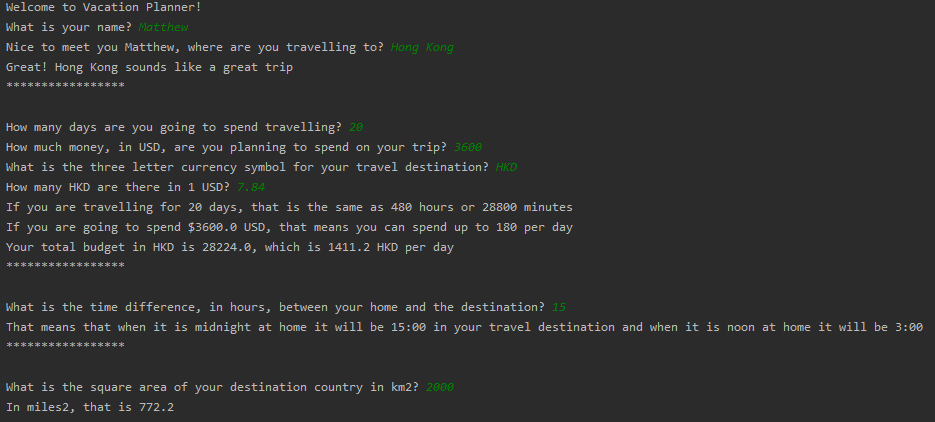 Welcome to Vacation Planner!
What is your name? Matthew
Nice to meet you Matthew, where are you travelling to? Hong Kong
Great! Hong Kong sounds like a great trip
*****************
How many days are you going to spend travelling? 20
How much money, in USD, are you planning to spend on your trip? 3600
What is the three letter currency symbol for your travel destination? HKD
How many HKD are there in 1 USD? 7.84
If you are travelling for 20 days, that is the same as 480 hours or 28800 minutes
If you are going to spend $3600.0 USD, that means you can spend up to 180 per day
Your total budget in HKD is 28224.0, which is 1411.2 HKD per day
*****************
What is the time difference, in hours, between your home and the destination? 15
That means that when it is midnight at home it will be 15:00 in your travel destination and when it is noon at home it will be 3:00
*****************
What is the square area of your destination country in km2? 2000
In miles2, that is 772.2